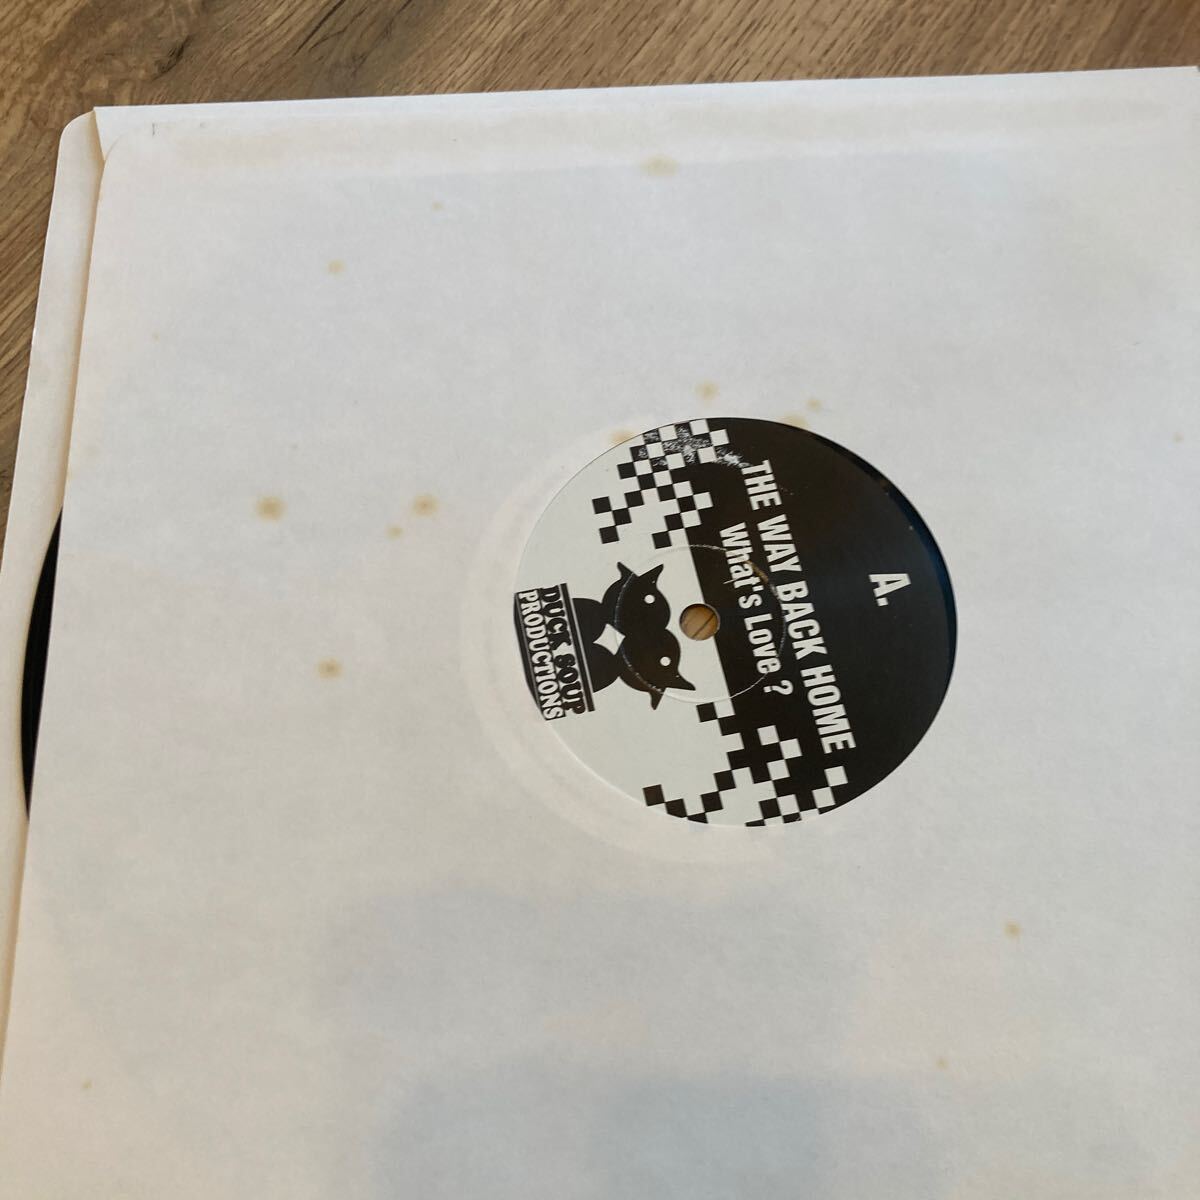 A.
THE WAY BACK HOME
What's Love ?
DUCK SOUP
PRODUCTIONS